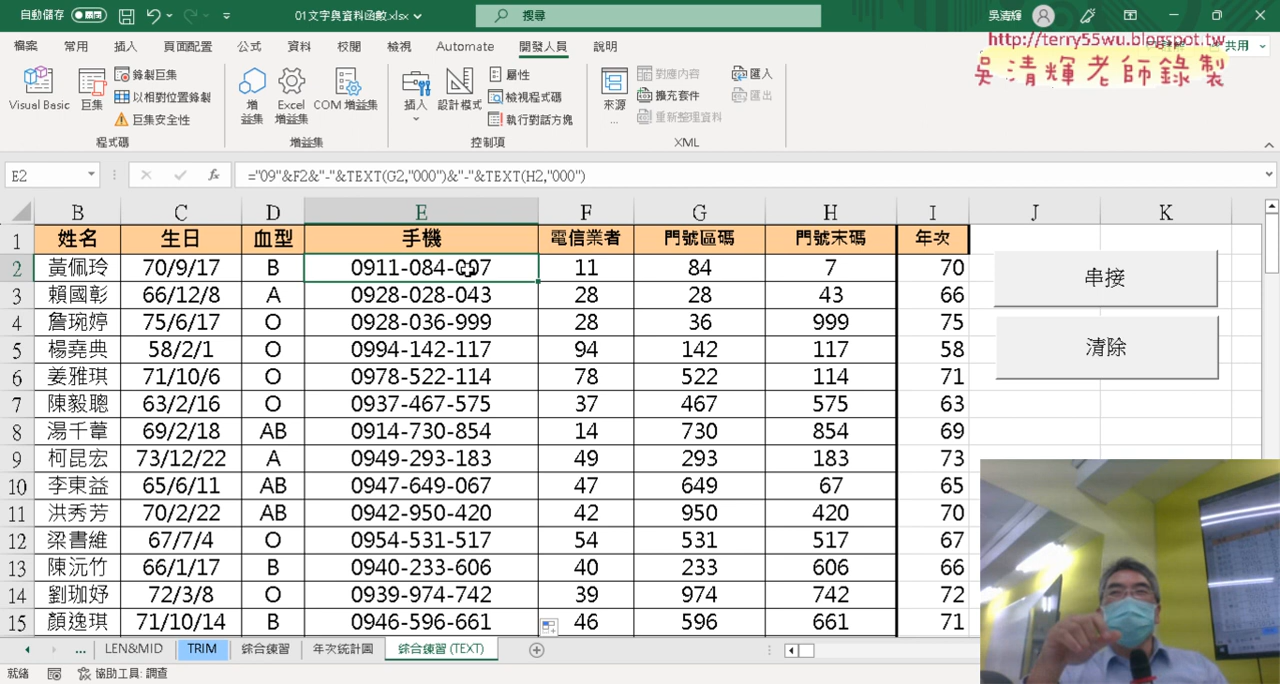 自動儲存 關閉 01文字與資料函數.xlsx 搜尋 吳清輝
http://terry55wu.blogspot.tw
吳清輝老師錄製
檔案 常用 插入 頁面配置 公式 資料 校閱 檢視 Automate 開發人員 說明 共用
Visual Basic 巨集 錄製巨集 以相對位置錄製 巨集安全性
增益集 Excel 增益集 COM 增益集
插入 設計模式 屬性 檢視程式碼 執行對話方塊
來源... 對應內容 擴充套件 重新整理資料 匯入 匯出
程式碼 增益集 控制項 XML
E2 fx ="09"&F2&"-"&TEXT(G2,"000")&"-"&TEXT(H2,"000")
B C D E F G H I J K
1 姓名 生日 血型 手機 電信業者 門號區碼 門號末碼 年次
2 黃佩玲 70/9/17 B 0911-084-007 11 84 7 70
3 賴國彰 66/12/8 A 0928-028-043 28 28 43 66
4 詹琬婷 75/6/17 O 0928-036-999 28 36 999 75
5 楊堯典 58/2/1 O 0994-142-117 94 142 117 58
6 姜雅琪 71/10/6 O 0978-522-114 78 522 114 71
7 陳毅聰 63/2/16 O 0937-467-575 37 467 575 63
8 湯千葦 69/2/18 AB 0914-730-854 14 730 854 69
9 柯昆宏 73/12/22 A 0949-293-183 49 293 183 73
10 李東益 65/6/11 AB 0947-649-067 47 649 67 65
11 洪秀芳 70/2/22 AB 0942-950-420 42 950 420 70
12 梁書維 67/7/4 O 0954-531-517 54 531 517 67
13 陳沅竹 66/1/17 B 0940-233-606 40 233 606 66
14 劉珈妤 72/3/8 O 0939-974-742 39 974 742 72
15 顏逸琪 71/10/14 B 0946-596-661 46 596 661 71
串接
清除
... LEN&MID TRIM 綜合練習 年次統計圖 綜合練習 (TEXT)
就緒 協助工具: 調查